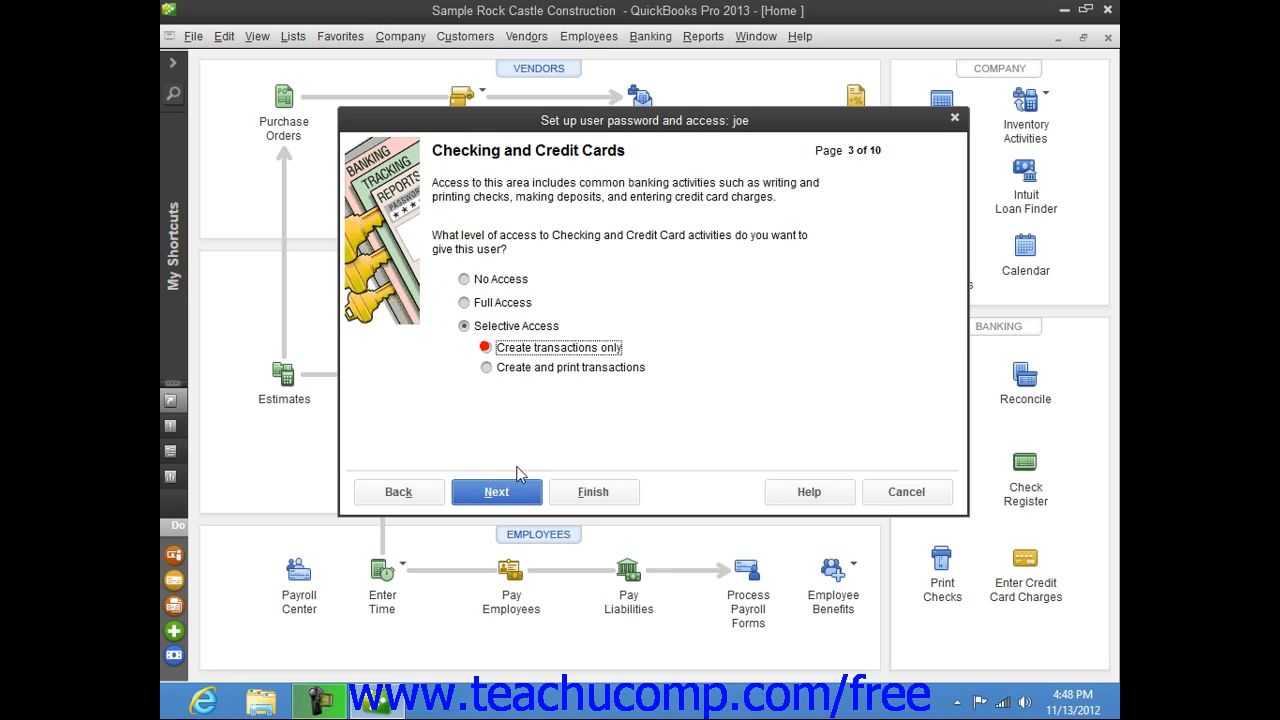 Sample Rock Castle Construction - QuickBooks Pro 2013 - [Home ]
File Edit View Lists Favorites Company Customers Vendors Employees Banking Reports Window Help
VENDORS
COMPANY
Purchase
Orders
Inventory
Activities
Set up user password and access: joe
BANKING
TRACKING
REPORTS
PASSWORD
****
Checking and Credit Cards
Page 3 of 10
Access to this area includes common banking activities such as writing and
printing checks, making deposits, and entering credit card charges.
What level of access to Checking and Credit Card activities do you want to
give this user?
No Access
Full Access
Selective Access
Create transactions only
Create and print transactions
Back
Next
Finish
Help
Cancel
Intuit
Loan Finder
Calendar
My Shortcuts
BANKING
Estimates
Reconcile
Check
Register
Do
EMPLOYEES
Payroll
Center
Enter
Time
Pay
Employees
Pay
Liabilities
Process
Payroll
Forms
Employee
Benefits
Print
Checks
Enter Credit
Card Charges
www.teachucomp.com/free
4:48 PM
11/13/2012